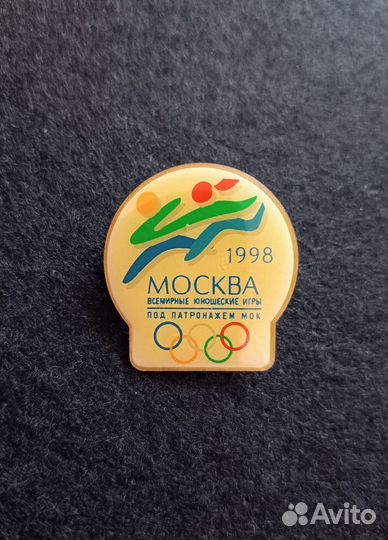 1998
МОСКВА
ВСЕМИРНЫЕ ЮНОШЕСКИЕ ИГРЫ
ПОД ПАТРОНАЖЕМ МОК
Avito